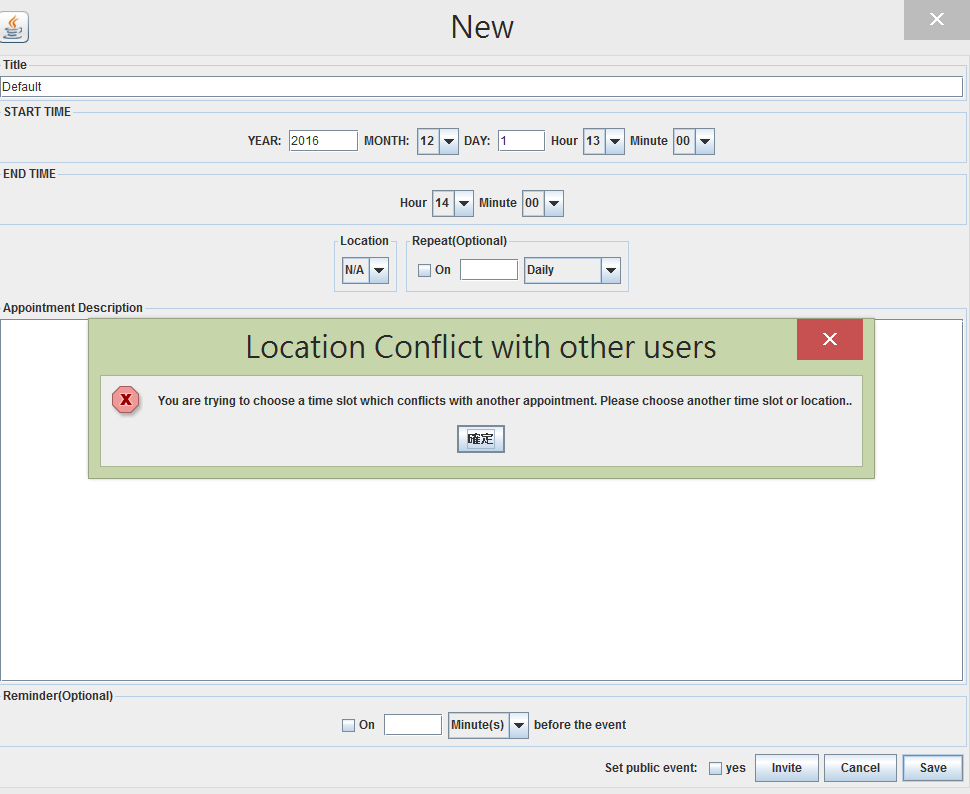 New
Title
Default
START TIME
YEAR: 2016 MONTH: 12 DAY: 1 Hour 13 Minute 00
END TIME
Hour 14 Minute 00
Location Repeat(Optional)
N/A On Daily
Appointment Description
Location Conflict with other users
You are trying to choose a time slot which conflicts with another appointment. Please choose another time slot or location..
確定
Reminder(Optional)
On Minute(s) before the event
Set public event: yes Invite Cancel Save